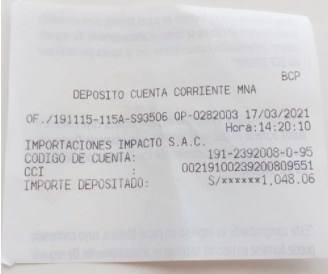 BCP
DEPOSITO CUENTA CORRIENTE MNA
OF./191115-115A-S93506 OP-0282003 17/03/2021
Hora:14:20:10
IMPORTACIONES IMPACTO S.A.C.
CODIGO DE CUENTA: 191-2392008-0-95
CCI : 00219100239200809551
IMPORTE DEPOSITADO: S/******1,048.06